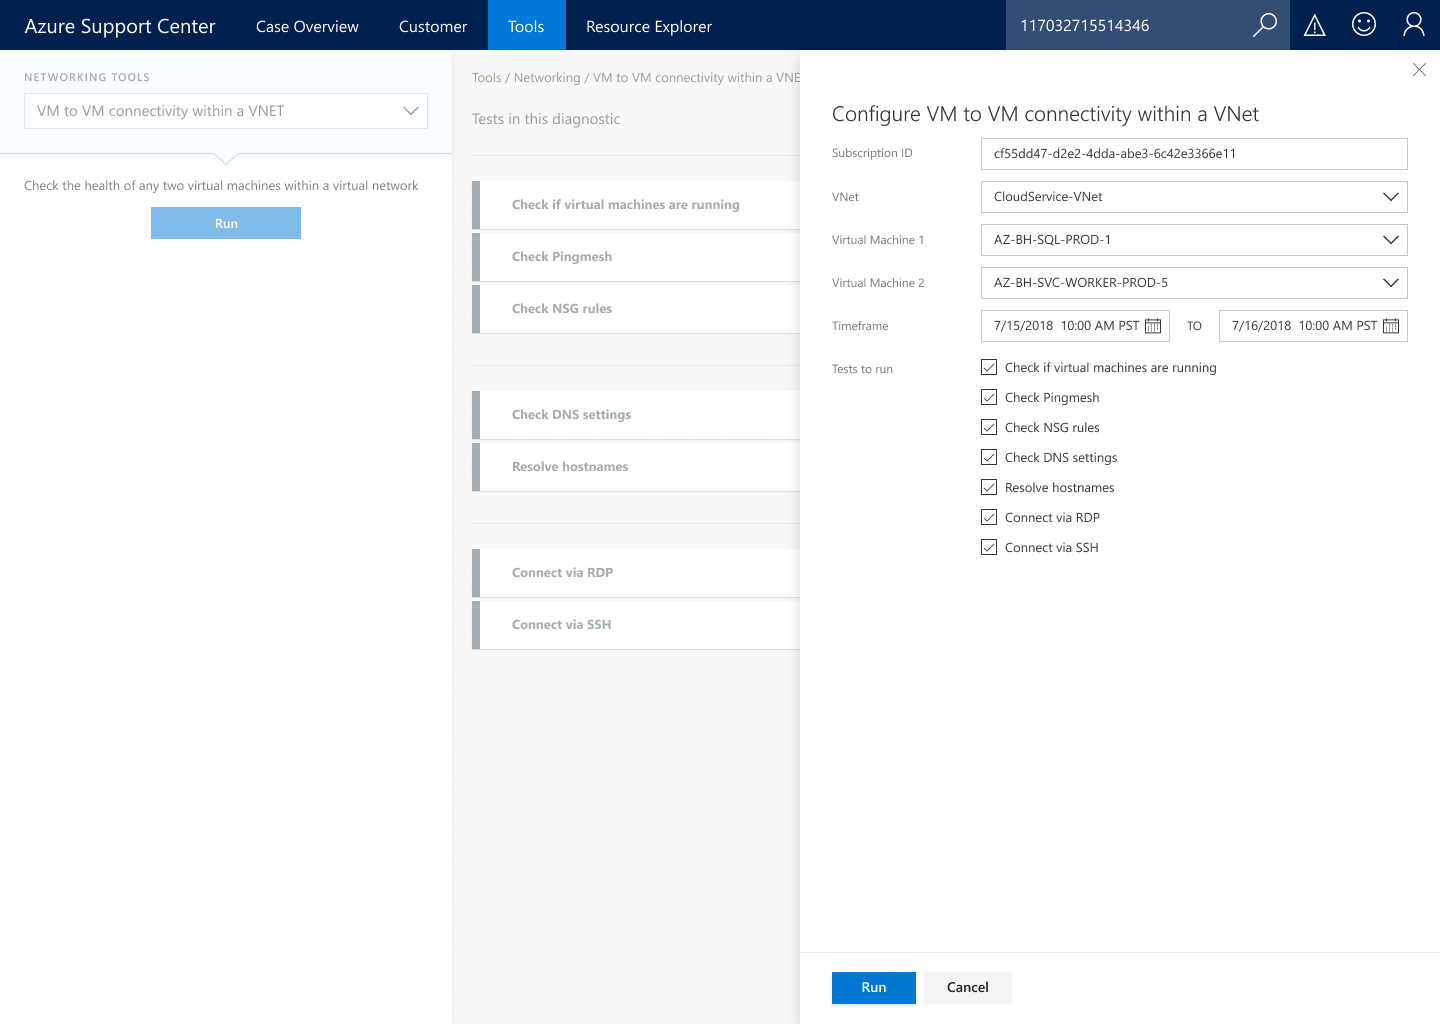 Azure Support Center
Case Overview
Customer
Tools
Resource Explorer
117032715514346
NETWORKING TOOLS
VM to VM connectivity within a VNET
Check the health of any two virtual machines within a virtual network
Run
Tools / Networking / VM to VM connectivity within a VNE
Tests in this diagnostic
Check if virtual machines are running
Check Pingmesh
Check NSG rules
Check DNS settings
Resolve hostnames
Connect via RDP
Connect via SSH
Configure VM to VM connectivity within a VNet
Subscription ID
cf55dd47-d2e2-4dda-abe3-6c42e3366e11
VNet
CloudService-VNet
Virtual Machine 1
AZ-BH-SQL-PROD-1
Virtual Machine 2
AZ-BH-SVC-WORKER-PROD-5
Timeframe
7/15/2018 10:00 AM PST
TO
7/16/2018 10:00 AM PST
Tests to run
Check if virtual machines are running
Check Pingmesh
Check NSG rules
Check DNS settings
Resolve hostnames
Connect via RDP
Connect via SSH
Run
Cancel